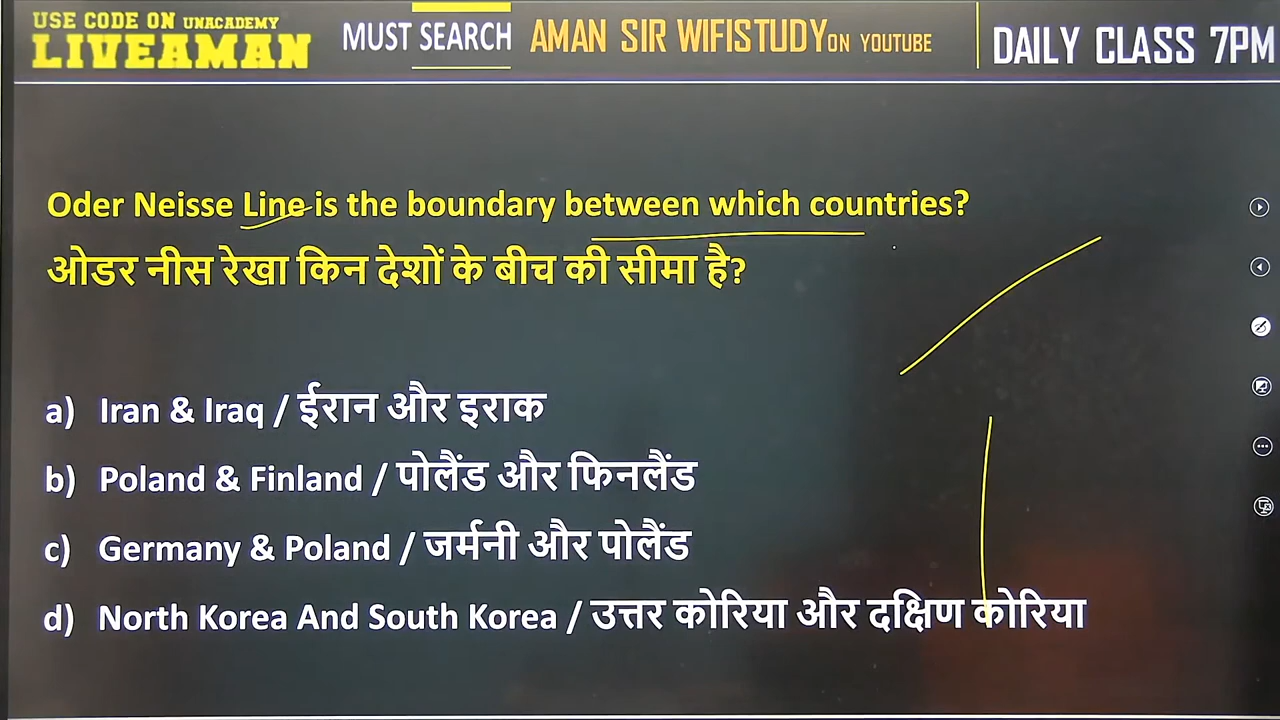 USE CODE ON UNACADEMY
LIVEAMAN
MUST SEARCH AMAN SIR WIFISTUDY ON YOUTUBE
DAILY CLASS 7PM
Oder Neisse Line is the boundary between which countries?
ओडर नीस रेखा किन देशों के बीच की सीमा है?
a) Iran & Iraq / ईरान और इराक
b) Poland & Finland / पोलैंड और फिनलैंड
c) Germany & Poland / जर्मनी और पोलैंड
d) North Korea And South Korea / उत्तर कोरिया और दक्षिण कोरिया